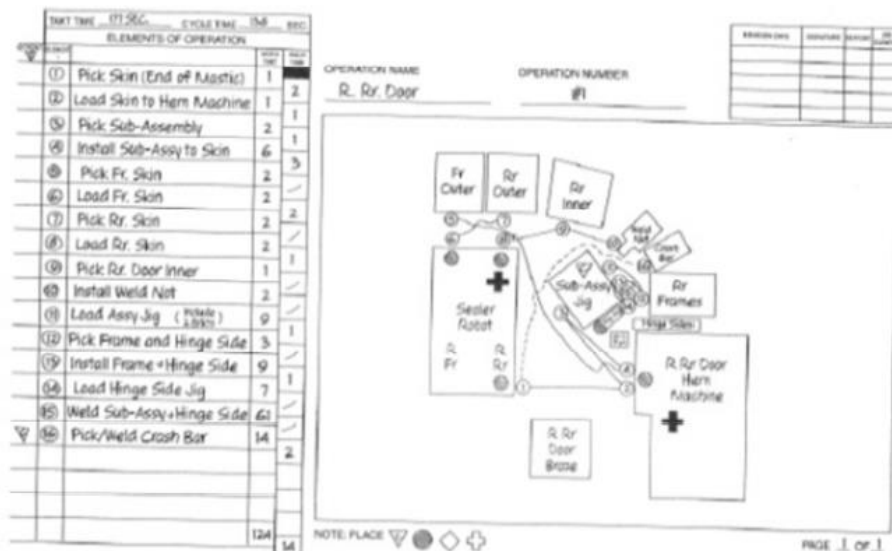 TAKT TIME 177 SEC. CYCLE TIME 138 SEC
ELEMENTS OF OPERATION
1 Pick Skin (End of Mastic) 1
2 Load Skin to Hem Machine 1 2
3 Pick Sub-Assembly 2 1
4 Install Sub-Assy to Skin 6 1
5 Pick Fr. Skin 2 3
6 Load Fr. Skin 2
7 Pick Rr. Skin 2 2
8 Load Rr. Skin 2
9 Pick Rr. Door Inner 1 1
10 Install Weld Nut 2
11 Load Assy Jig 9
12 Pick Frame and Hinge Side 3 1
13 Install Frame + Hinge Side 9
14 Load Hinge Side Jig 7 1
15 Weld Sub-Assy + Hinge Side 61
16 Pick/Weld Crash Bar 14
2
124 14
OPERATION NAME
R. Rr. Door
OPERATION NUMBER
#1
REVISION DATE SIGNATURE
Fr Outer
Rr Outer
Rr Inner
Weld Nut
Crash Bar
Rr Frames
Hinge Sides
Sub-Assy Jig
Sealer Robot
R Fr
R Rr
R Rr Door Hem Machine
R Rr Door Braze
NOTE: PLACE
PAGE 1 OF 1